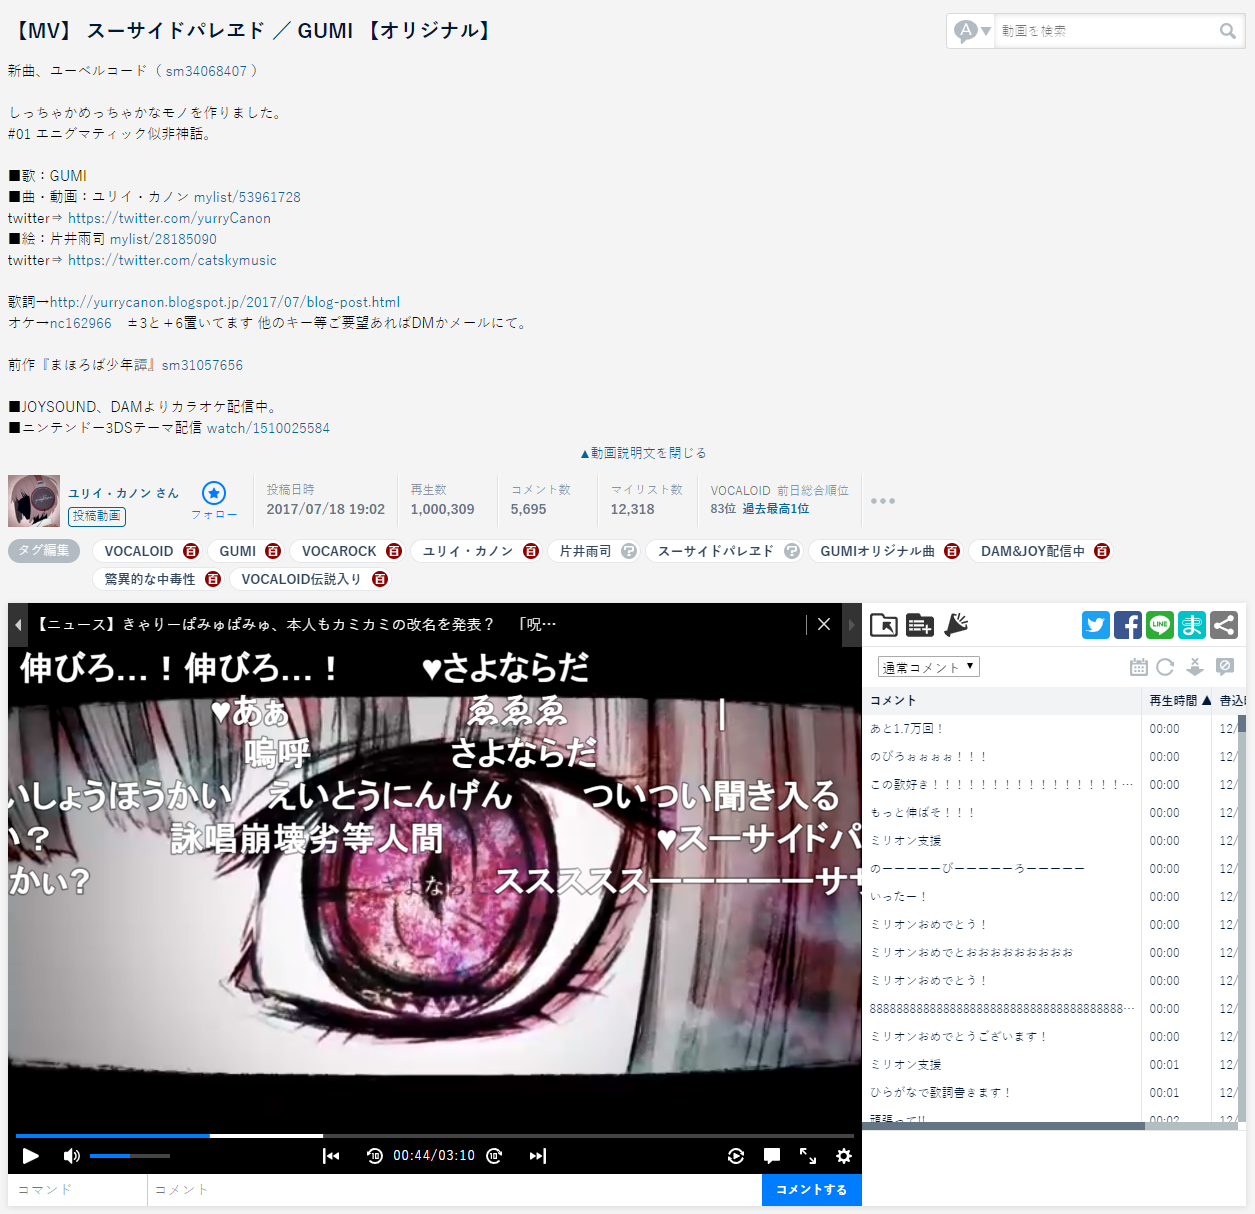 【MV】 スーサイドパレヱド ／ GUMI 【オリジナル】
動画を検索
新曲、ユーベルコード（ sm34068407 ）
しっちゃかめっちゃかなモノを作りました。
#01 エニグマティック似非神話。
■歌：GUMI
■曲・動画：ユリイ・カノン mylist/53961728
twitter⇒ https://twitter.com/yurryCanon
■絵：片井雨司 mylist/28185090
twitter⇒ https://twitter.com/catskymusic
歌詞→http://yurrycanon.blogspot.jp/2017/07/blog-post.html
オケ→nc162966　±3と＋6置いてます 他のキー等ご要望あればDMかメールにて。
前作『まほろば少年譚』sm31057656
■JOYSOUND、DAMよりカラオケ配信中。
■ニンテンドー3DSテーマ配信 watch/1510025584
▲動画説明文を閉じる
ユリイ・カノン さん
投稿動画
フォロー
投稿日時
2017/07/18 19:02
再生数
1,000,309
コメント数
5,695
マイリスト数
12,318
VOCALOID 前日総合順位
83位 過去最高1位
タグ編集 VOCALOID 百 GUMI 百 VOCAROCK 百 ユリイ・カノン 百 片井雨司 ? スーサイドパレヱド ? GUMIオリジナル曲 百 DAM&JOY配信中 百
驚異的な中毒性 百 VOCALOID伝説入り 百
【ニュース】きゃりーぱみゅぱみゅ、本人もカミカミの改名を発表？ 「呪…
伸びろ…！伸びろ…！ ♥さよならだ
♥あぁ ゑゑゑ |
嗚呼 さよならだ
いしょうほうかい えいとうにんげん ついつい聞き入る
い？ 詠唱崩壊劣等人間 ♥スーサイドパ
かい？ さよならだ スススススーーーーーササ
00:44/03:10
コマンド コメント コメントする
LINE ま
通常コメント ▼
コメント 再生時間 ▲ 書込
あと1.7万回！ 00:00 12/
のびろぉぉぉぉ！！！ 00:00 12/
この歌好き！！！！！！！！！！！！！！！！… 00:00 12/
もっと伸ばそ！！！ 00:00 12/
ミリオン支援 00:00 12/
のーーーーーびーーーーーろーーーーー 00:00 12/
いったー！ 00:00 12/
ミリオンおめでとう！ 00:00 12/
ミリオンおめでとおおおおおおおおお 00:00 12/
ミリオンおめでとう！ 00:00 12/
8888888888888888888888888888888888888… 00:00 12/
ミリオンおめでとうございます！ 00:00 12/
ミリオン支援 00:01 12/
ひらがなで歌詞書きます！ 00:01 12/
頑張って!! 00:02 12/